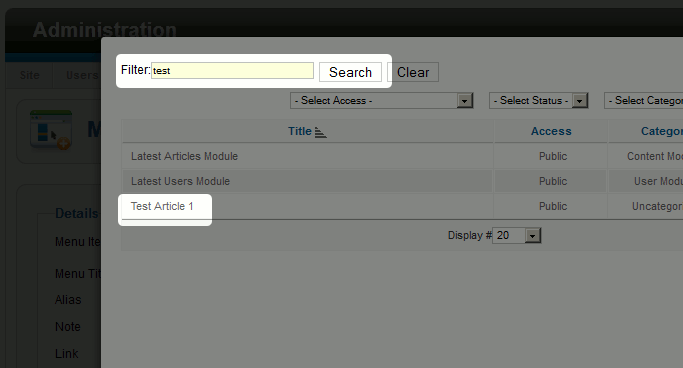 Administration
Site Users
Filter: test Search Clear
- Select Access - - Select Status - - Select Categor
Title Access Categor
Latest Articles Module Public Content Mod
Latest Users Module Public User Modu
Test Article 1 Public Uncategor
Display # 20
M
Details
Menu Ite
Menu Tit
Alias
Note
Link